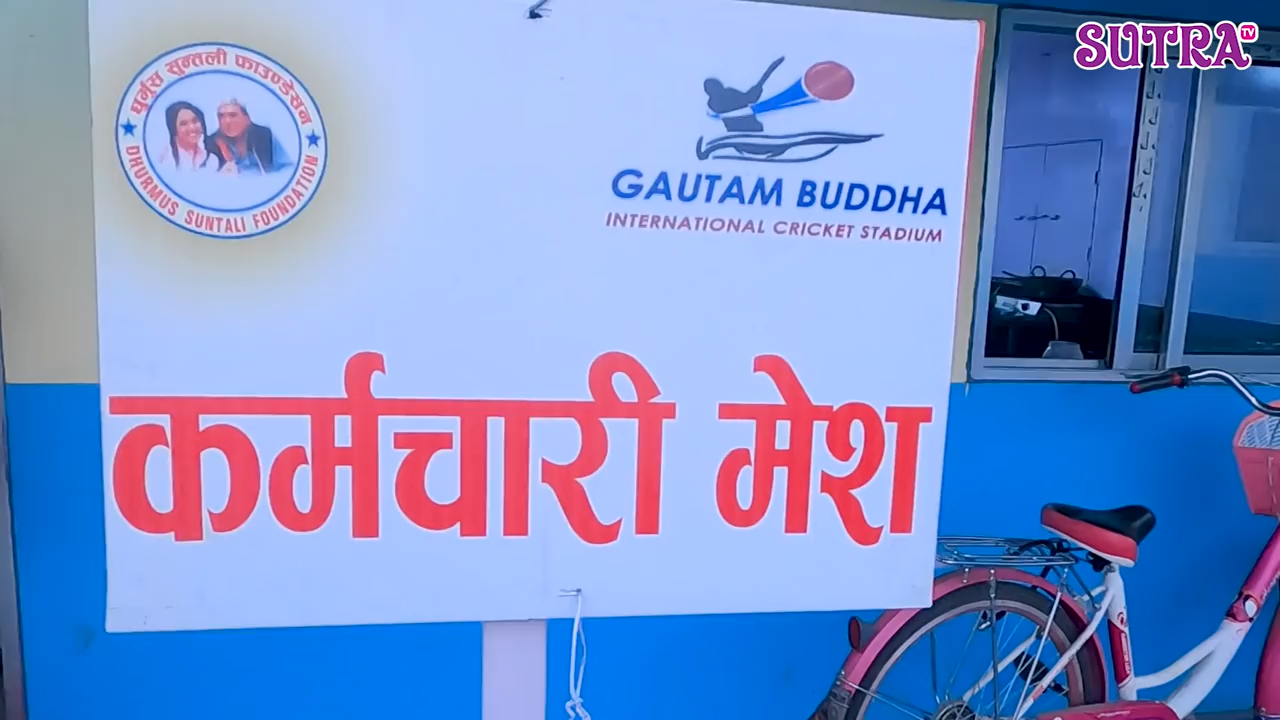 SUTRA TV
धुर्मुस सुन्तली फाउण्डेसन
DHURMUS SUNTALI FOUNDATION
GAUTAM BUDDHA
INTERNATIONAL CRICKET STADIUM
कर्मचारी मेश